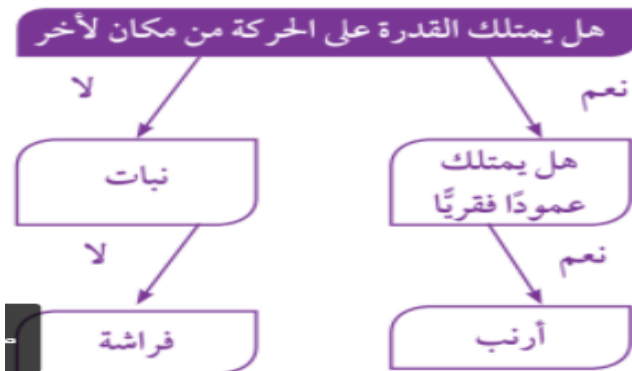 هل يمتلك القدرة على الحركة من مكان لأخر
نعم
لا
هل يمتلك
عمودًا فقريًّا
نبات
نعم
لا
أرنب
فراشة